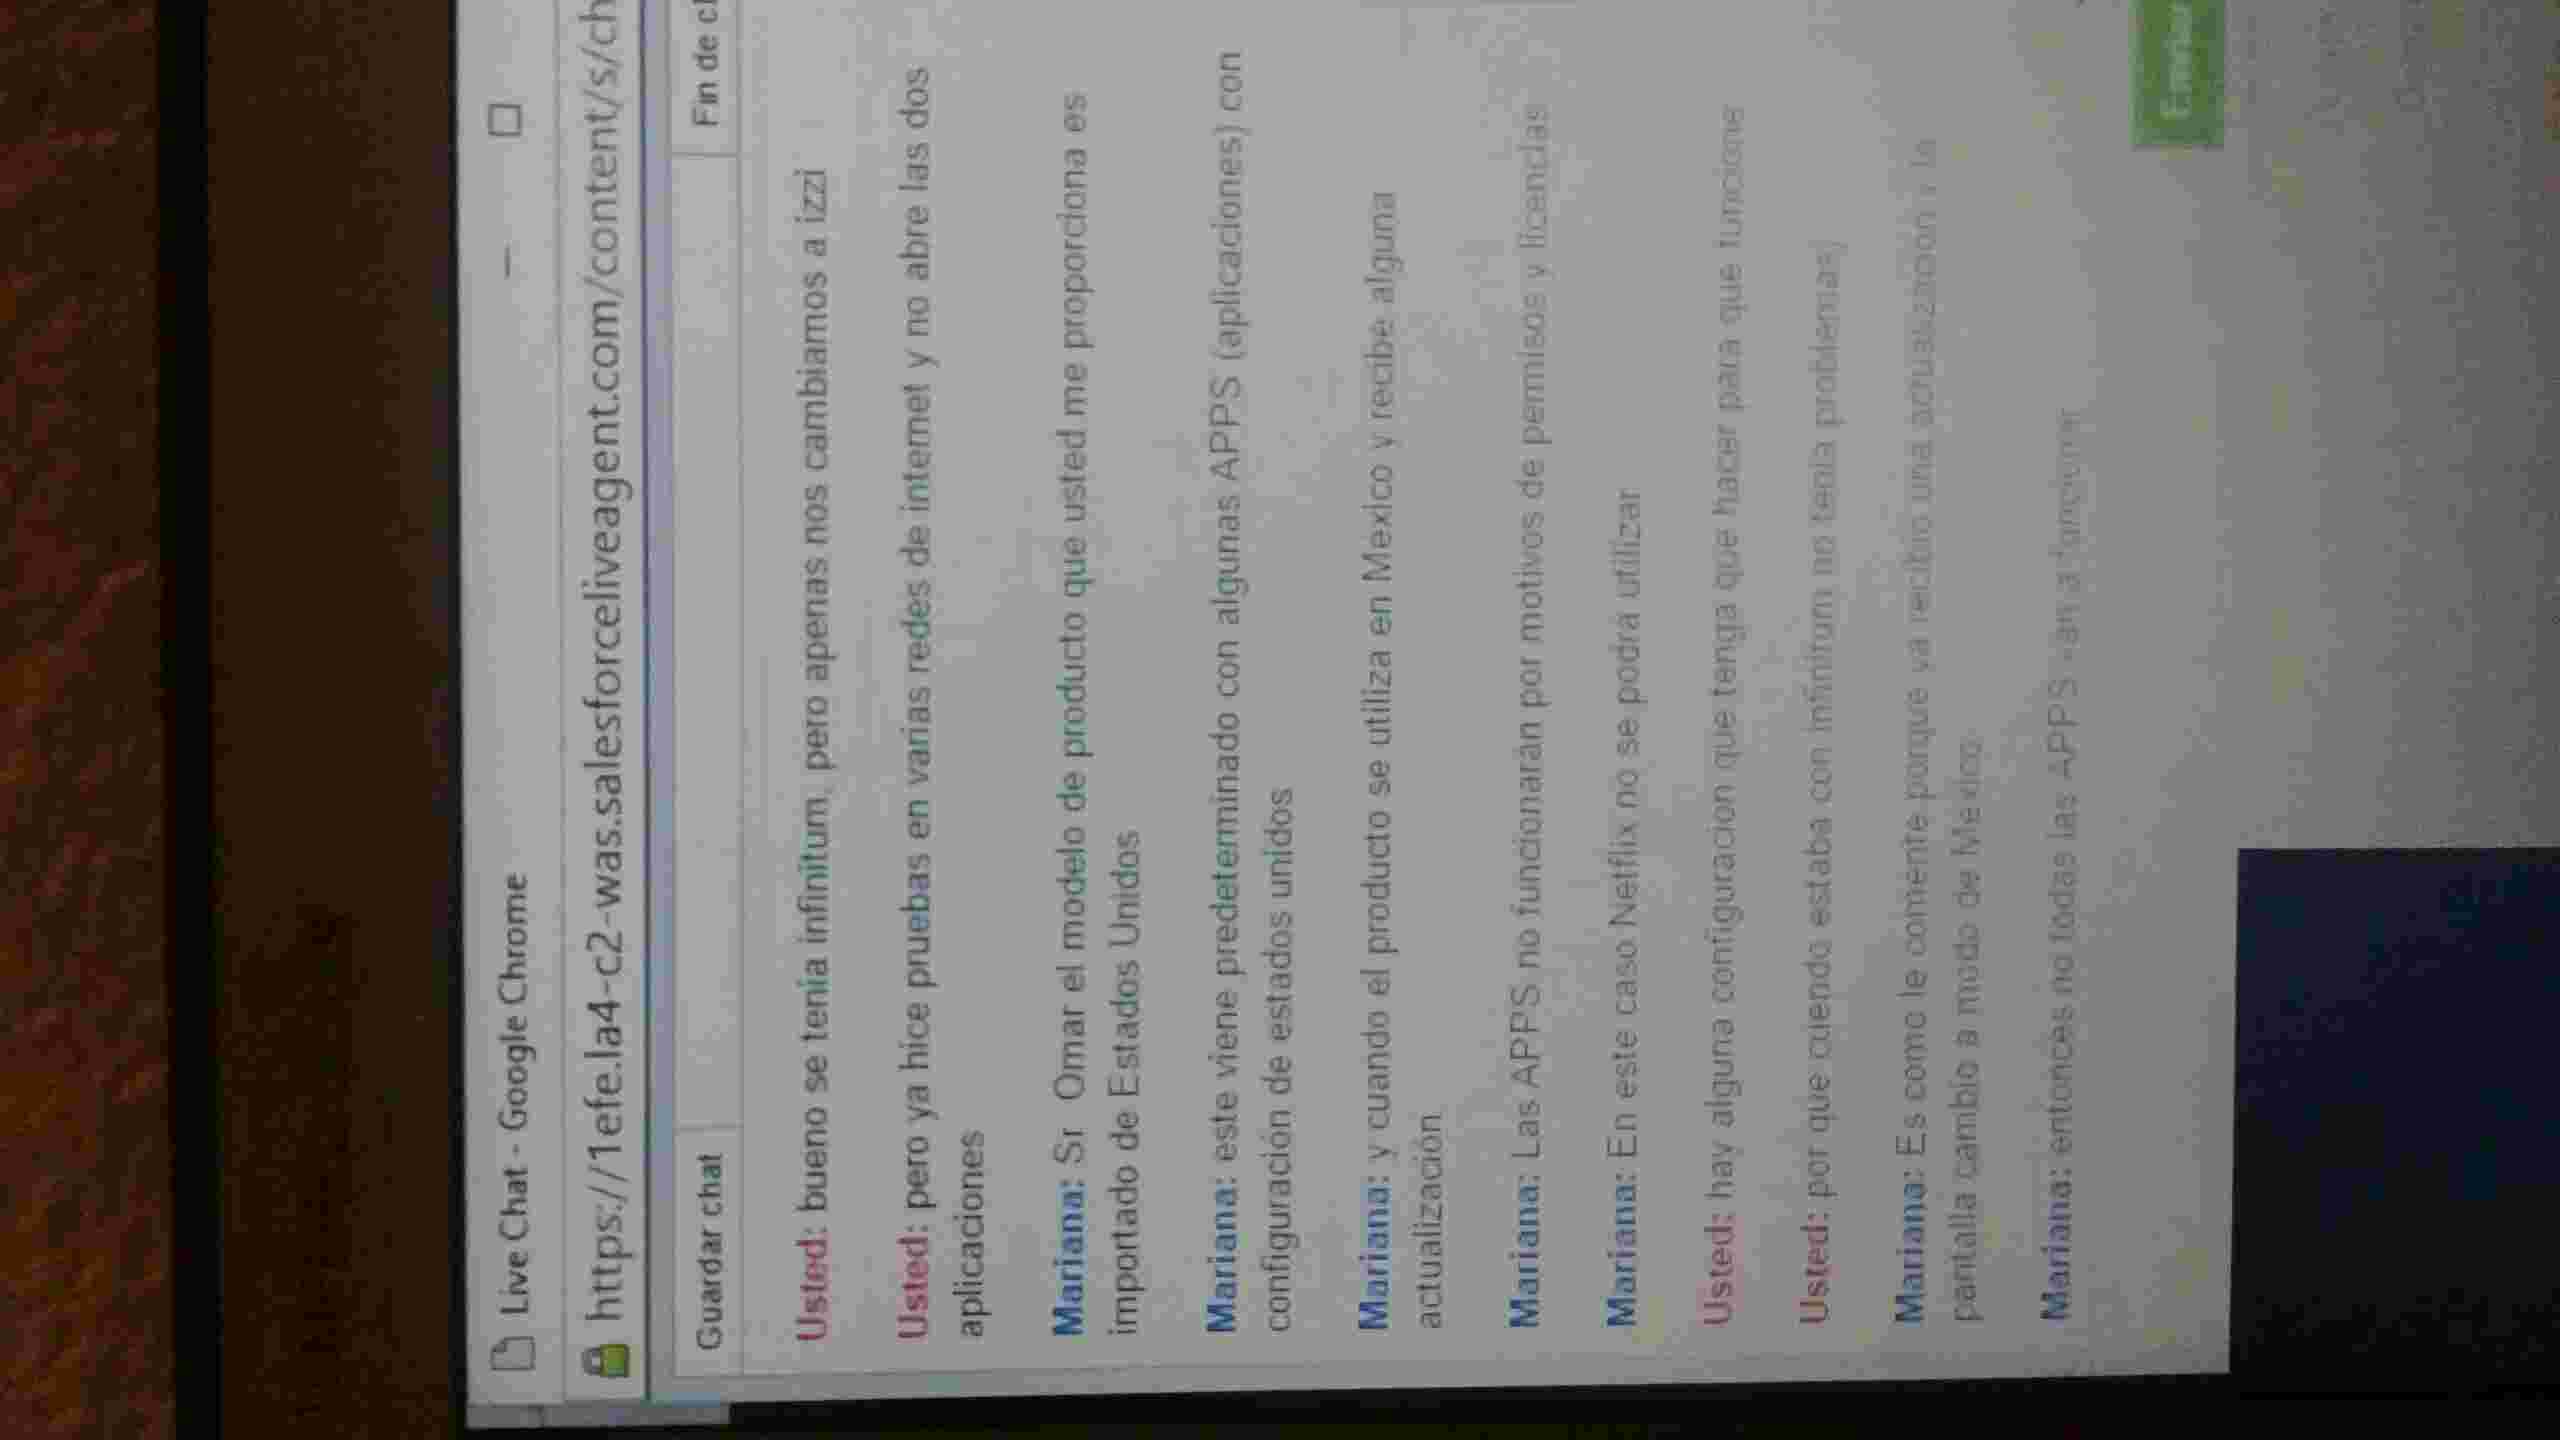 Live Chat - Google Chrome
https://1efe.la4-c2-was.salesforceliveagent.com/content/s/ch
Guardar chat
Fin de c
Usted: bueno se tenia infinitum, pero apenas nos cambiamos a izzi
Usted: pero ya hice pruebas en varias redes de internet y no abre las dos
aplicaciones
Mariana: Sr Omar el modelo de producto que usted me proporciona es
importado de Estados Unidos
Mariana: este viene predeterminado con algunas APPS (aplicaciones) con
configuración de estados unidos
Mariana: y cuando el producto se utiliza en Mexico y recibe alguna
actualización
Mariana: Las APPS no funcionarán por motivos de permisos y licencias
Mariana: En este caso Netflix no se podrá utilizar
Usted: hay alguna configuracion que tenga que hacer para que funcione
Usted: por que cuendo estaba con infinitum no tenia problemas)
Mariana: Es como le comente porque ya recibio una actualización y la
pantalla cambio a modo de Mexico
Mariana: entonces no todas las APPS van a funcionar
Enviar